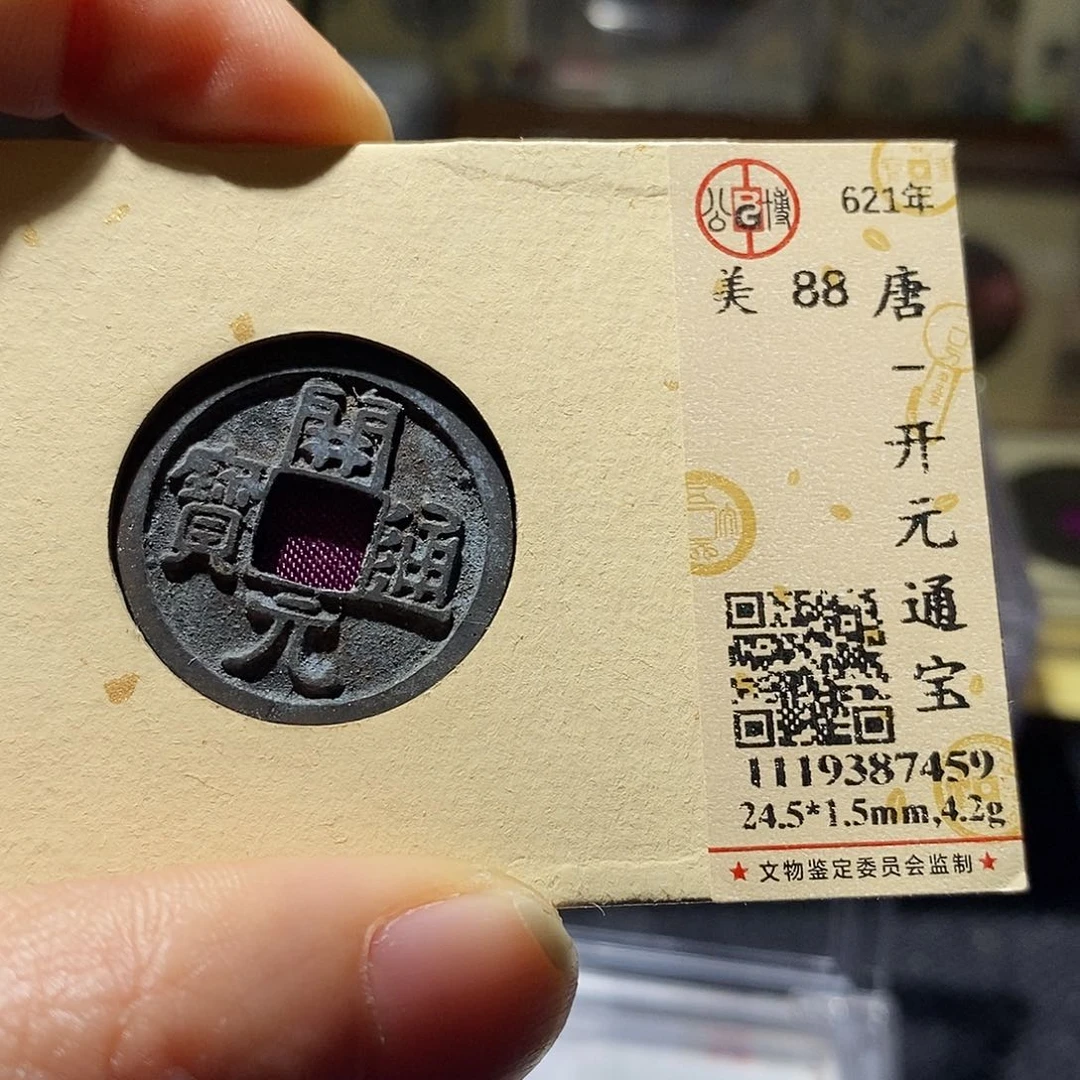 開
通
元
寶
公 BG 博
621年
美 88
唐一开元通宝
1119387459
24.5*1.5mm,4.2g
★ 文物鉴定委员会监制 ★